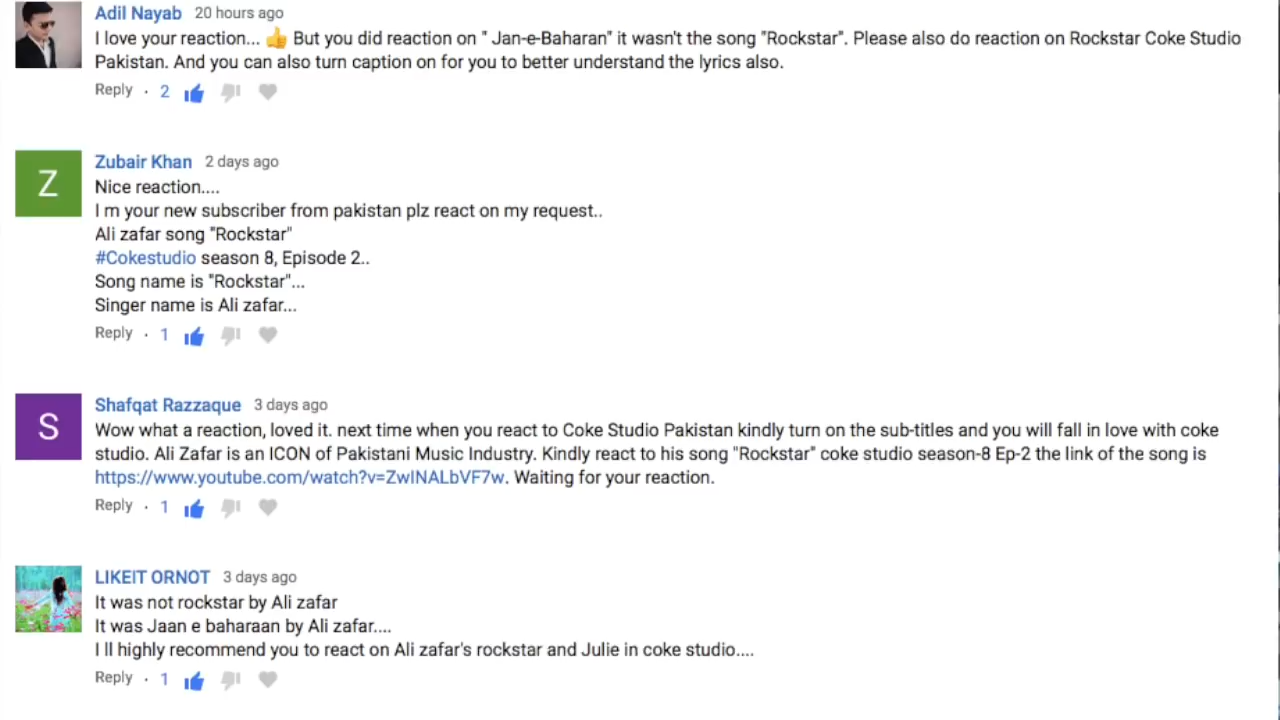 Adil Nayab 20 hours ago
I love your reaction... 👍 But you did reaction on " Jan-e-Baharan" it wasn't the song "Rockstar". Please also do reaction on Rockstar Coke Studio
Pakistan. And you can also turn caption on for you to better understand the lyrics also.
Reply · 2
Z
Zubair Khan 2 days ago
Nice reaction....
I m your new subscriber from pakistan plz react on my request..
Ali zafar song "Rockstar"
#Cokestudio season 8, Episode 2..
Song name is "Rockstar"...
Singer name is Ali zafar...
Reply · 1
S
Shafqat Razzaque 3 days ago
Wow what a reaction, loved it. next time when you react to Coke Studio Pakistan kindly turn on the sub-titles and you will fall in love with coke
studio. Ali Zafar is an ICON of Pakistani Music Industry. Kindly react to his song "Rockstar" coke studio season-8 Ep-2 the link of the song is
https://www.youtube.com/watch?v=ZwINALbVF7w. Waiting for your reaction.
Reply · 1
LIKEIT ORNOT 3 days ago
It was not rockstar by Ali zafar
It was Jaan e baharaan by Ali zafar....
I ll highly recommend you to react on Ali zafar's rockstar and Julie in coke studio....
Reply · 1